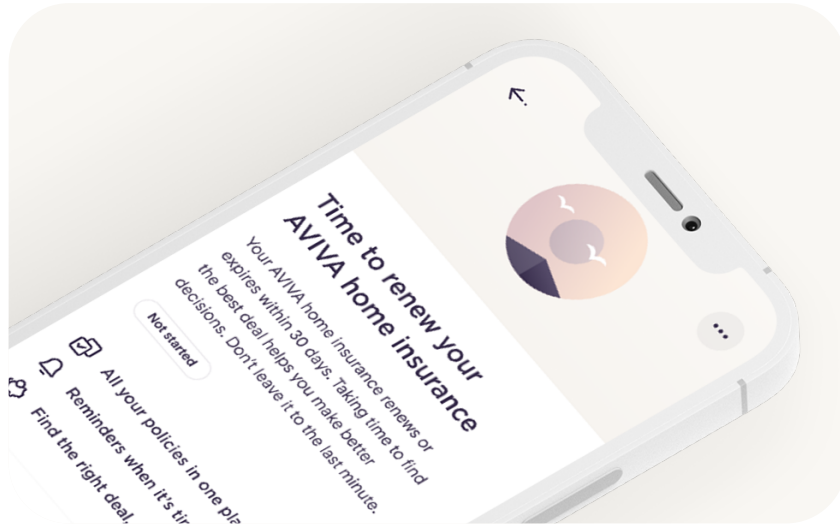 Time to renew your
AVIVA home insurance
Your AVIVA home insurance renews or
expires within 30 days. Taking time to find
the best deal helps you make better
decisions. Don't leave it to the last minute.
Not started
All your policies in one
Reminders when it's
Find the right deal,